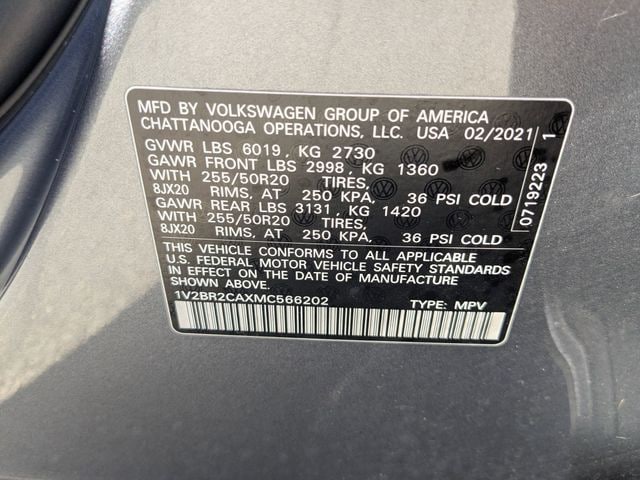 MFD BY VOLKSWAGEN GROUP OF AMERICA
CHATTANOOGA OPERATIONS, LLC. USA 02/2021
GVWR LBS 6019, KG 2730
GAWR FRONT LBS 2998, KG 1360
WITH 255/50R20 TIRES,
8JX20 RIMS, AT 250 KPA, 36 PSI COLD
GAWR REAR LBS 3131, KG 1420
WITH 255/50R20 TIRES,
8JX20 RIMS, AT 250 KPA, 36 PSI COLD
THIS VEHICLE CONFORMS TO ALL APPLICABLE
U.S. FEDERAL MOTOR VEHICLE SAFETY STANDARDS
IN EFFECT ON THE DATE OF MANUFACTURE
SHOWN ABOVE.
1V2BR2CAXMC566202 TYPE: MPV
0719223 1